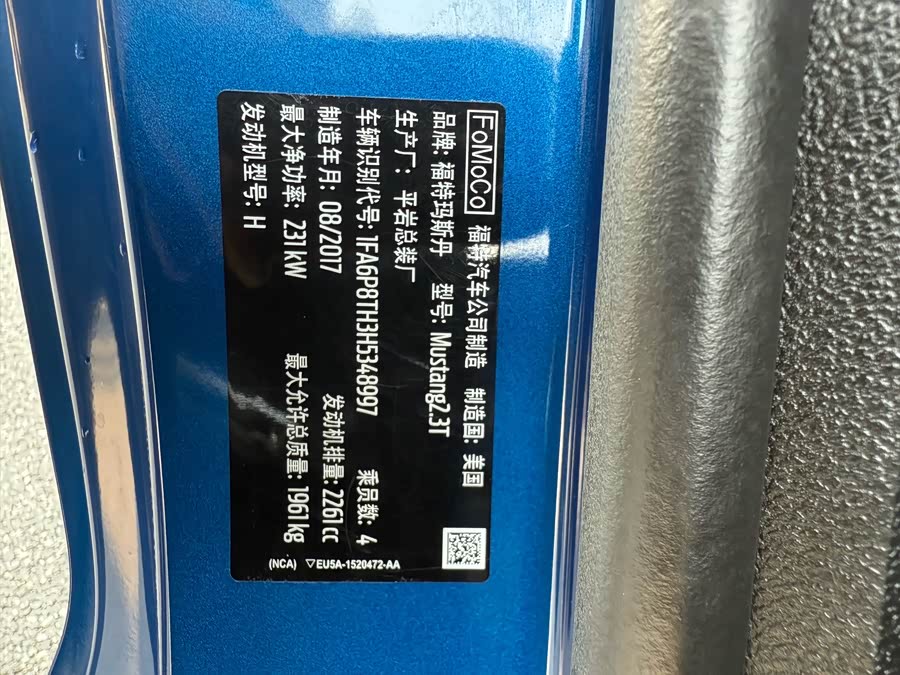 FoMoCo 福特汽车公司制造 制造国: 美国
品牌: 福特玛斯丹 型号: Mustang2.3T
生产厂: 平岩总装厂
车辆识别代号: 1FA6P8TH3H5348997 乘员数: 4
制造年月: 08/2017 发动机排量: 2261cc
最大净功率: 231kW 最大允许总质量: 1961kg
发动机型号: H
(NCA) ▽EU5A-1520472-AA